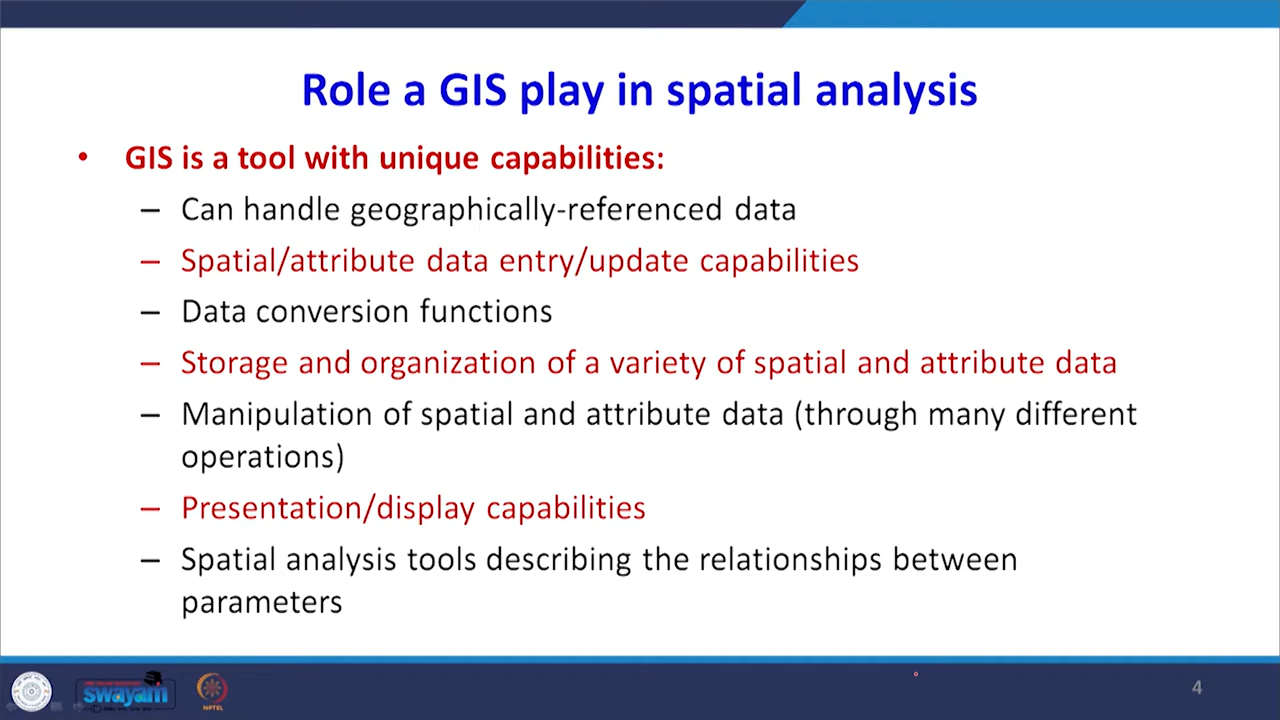 Role a GIS play in spatial analysis
• GIS is a tool with unique capabilities:
– Can handle geographically-referenced data
– Spatial/attribute data entry/update capabilities
– Data conversion functions
– Storage and organization of a variety of spatial and attribute data
– Manipulation of spatial and attribute data (through many different
operations)
– Presentation/display capabilities
– Spatial analysis tools describing the relationships between
parameters
swayam
NPTEL
4